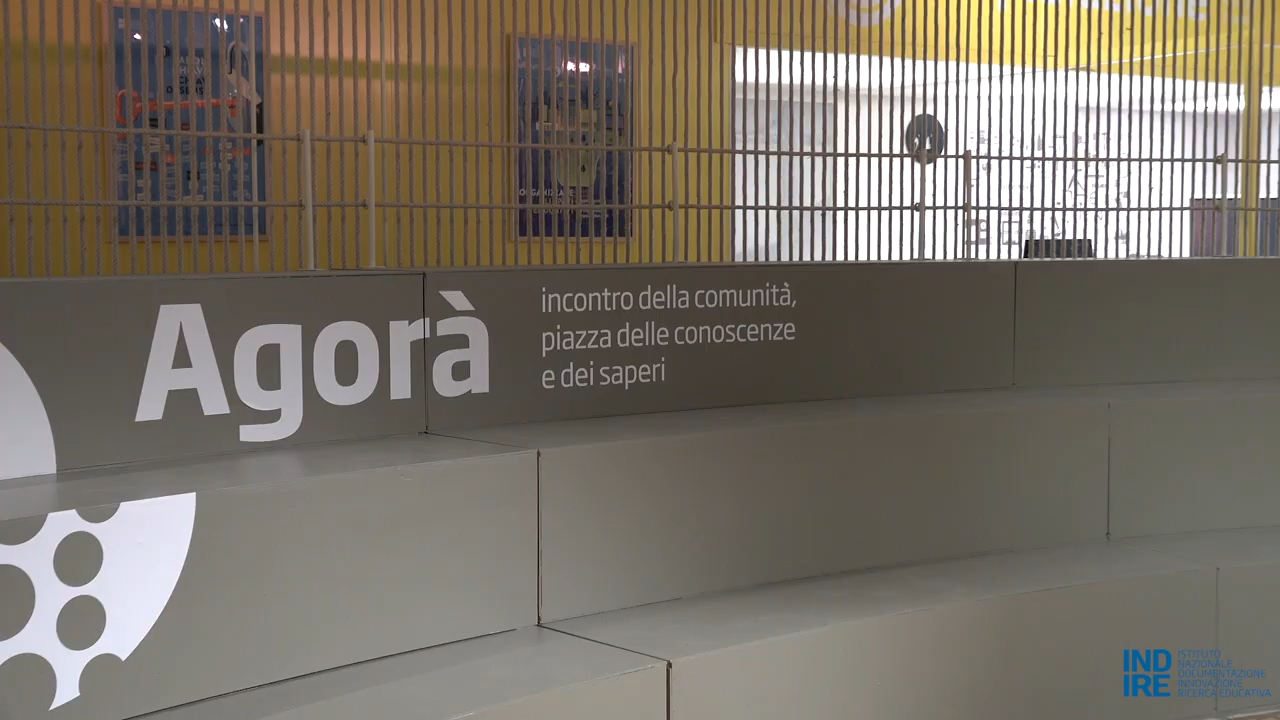 Agorà
incontro della comunità,
piazza delle conoscenze
e dei saperi
IND
IRE
ISTITUTO
NAZIONALE
DOCUMENTAZIONE
INNOVAZIONE
RICERCA EDUCATIVA